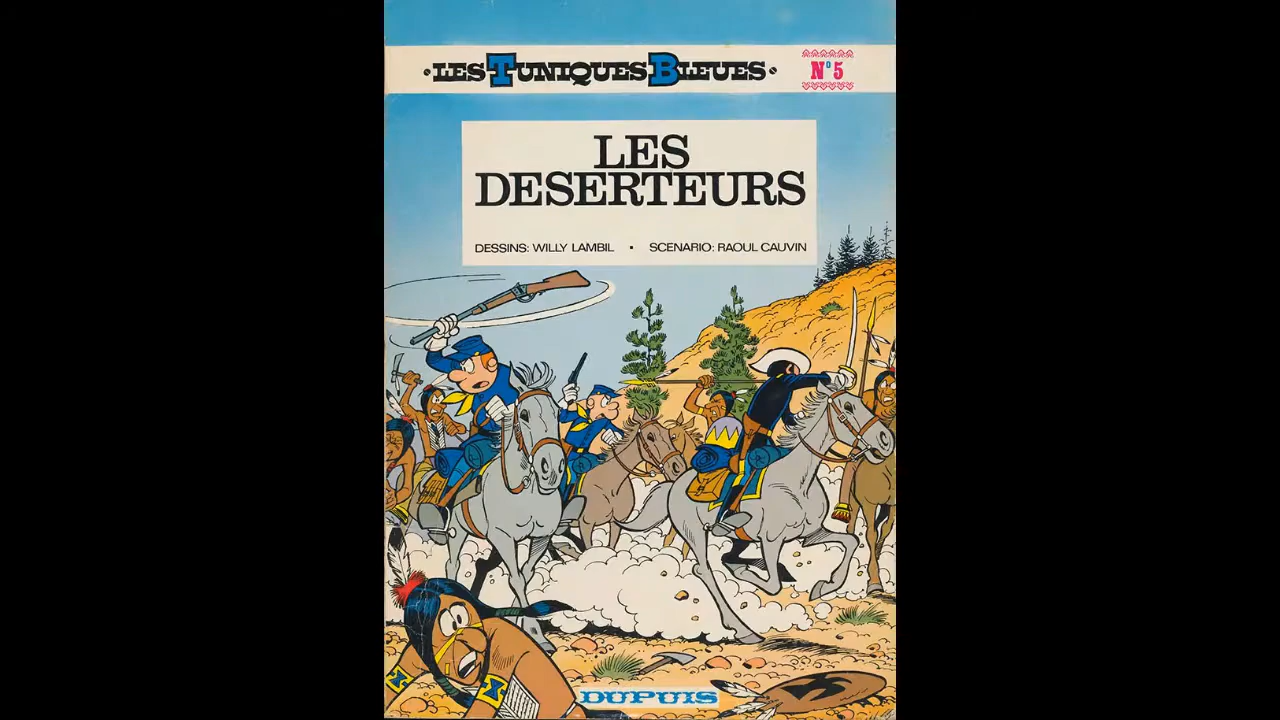 LES TUNIQUES BLEUES
N°5
LES
DESERTEURS
DESSINS: WILLY LAMBIL • SCENARIO: RAOUL CAUVIN
DUPUIS